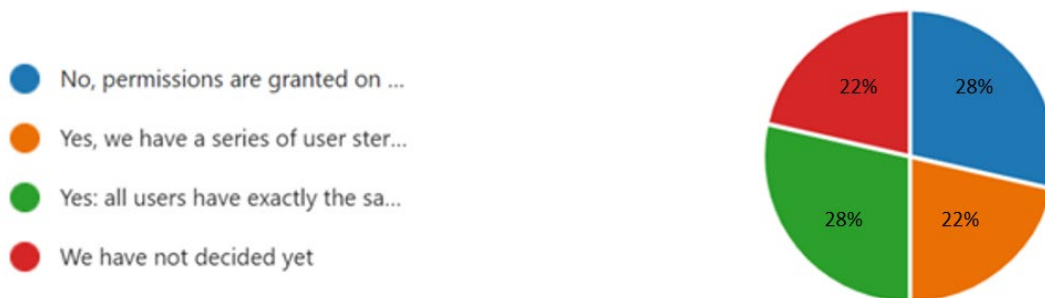 No, permissions are granted on ...
Yes, we have a series of user ster...
Yes: all users have exactly the sa...
We have not decided yet
22%
28%
28%
22%